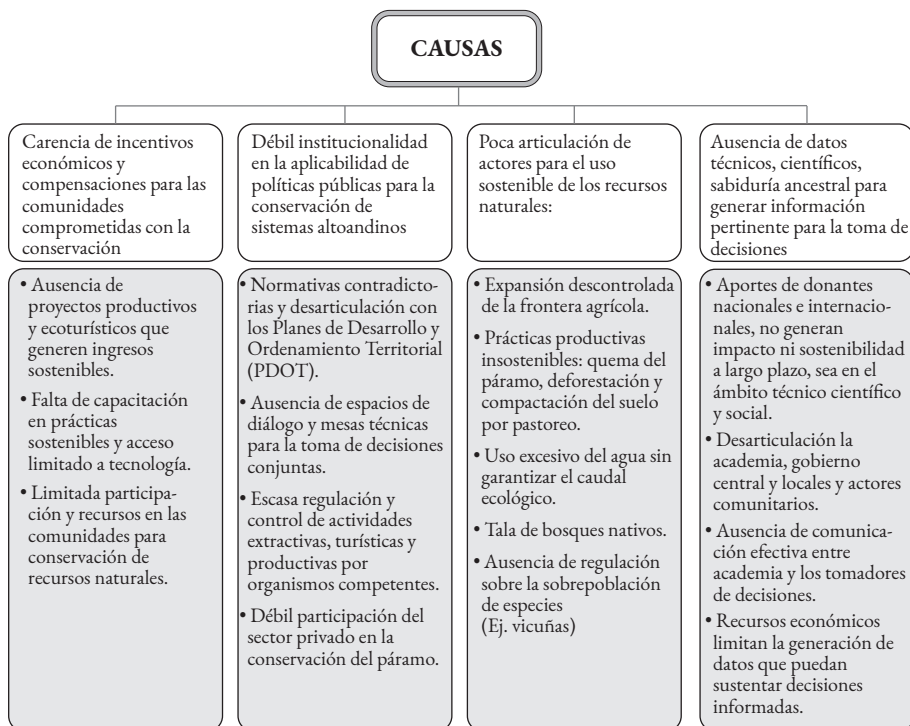 CAUSAS
Carencia de incentivos
económicos y
compensaciones para las
comunidades
comprometidas con la
conservación
• Ausencia de
proyectos productivos
y ecoturísticos que
generen ingresos
sostenibles.
• Falta de capacitación
en prácticas
sostenibles y acceso
limitado a tecnología.
• Limitada participa-
ción y recursos en las
comunidades para
conservación de
recursos naturales.
Débil institucionalidad
en la aplicabilidad de
políticas públicas para la
conservación de
sistemas altoandinos
• Normativas contradicto-
rias y desarticulación con
los Planes de Desarrollo y
Ordenamiento Territorial
(PDOT).
• Ausencia de espacios de
diálogo y mesas técnicas
para la toma de decisiones
conjuntas.
• Escasa regulación y
control de actividades
extractivas, turísticas y
productivas por
organismos competentes.
• Débil participación del
sector privado en la
conservación del páramo.
Poca articulación de
actores para el uso
sostenible de los recursos
naturales:
• Expansión descontrolada
de la frontera agrícola.
• Prácticas productivas
insostenibles: quema del
páramo, deforestación y
compactación del suelo
por pastoreo.
• Uso excesivo del agua sin
garantizar el caudal
ecológico.
• Tala de bosques nativos.
• Ausencia de regulación
sobre la sobrepoblación
de especies
(Ej. vicuñas)
Ausencia de datos
técnicos, científicos,
sabiduría ancestral para
generar información
pertinente para la toma de
decisiones
• Aportes de donantes
nacionales e internacio-
nales, no generan
impacto ni sostenibilidad
a largo plazo, sea en el
ámbito técnico científico
y social.
• Desarticulación la
academia, gobierno
central y locales y actores
comunitarios.
• Ausencia de comunica-
ción efectiva entre
academia y los tomadores
de decisiones.
• Recursos económicos
limitan la generación de
datos que puedan
sustentar decisiones
informadas.